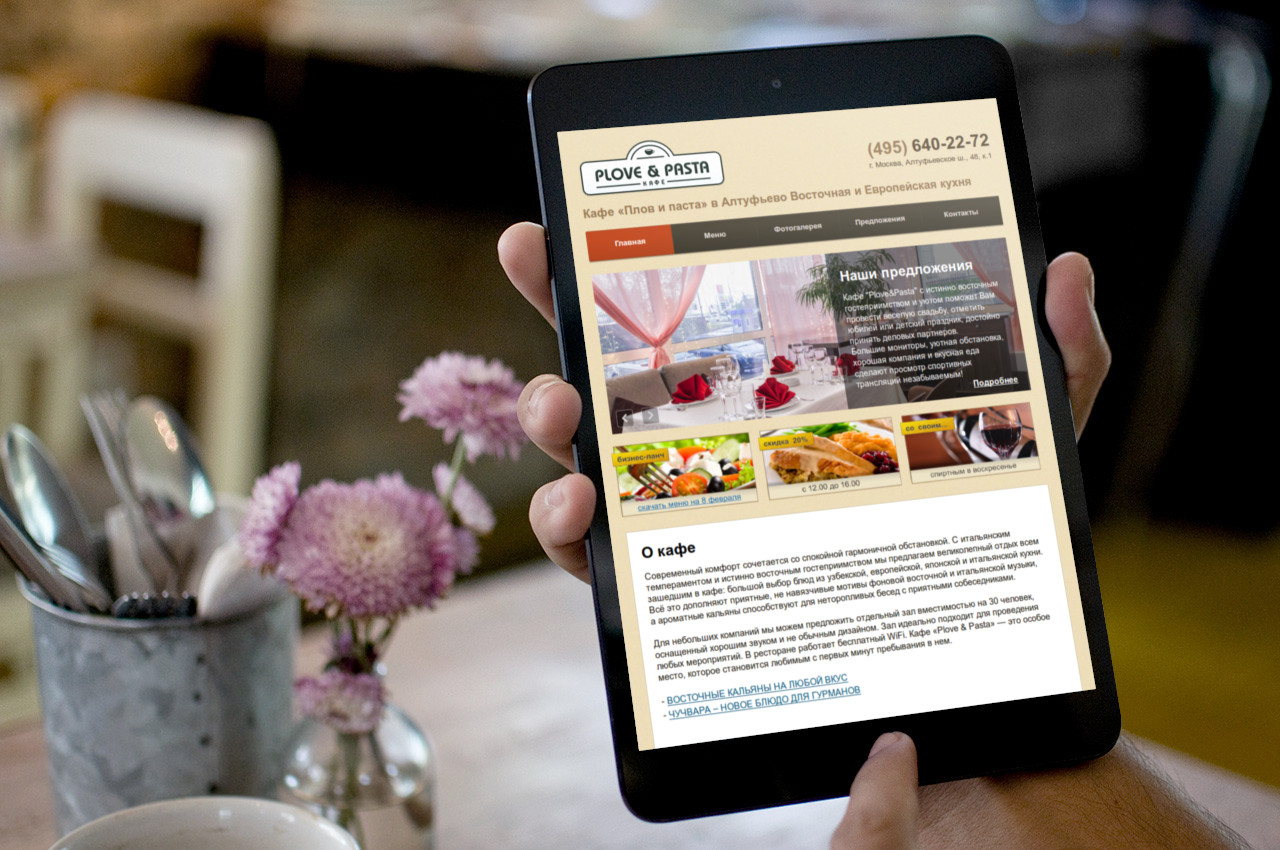 PLOVE & PASTA
КАФЕ
(495) 640-22-72
г. Москва, Алтуфьевское ш., 48, к.1
Кафе «Плов и паста» в Алтуфьево Восточная и Европейская кухня
Главная
Меню
Фотогалерея
Предложения
Контакты
Наши предложения
Кафе "Plove&Pasta" с истинно восточным
гостеприимством и уютом поможет Вам
провести веселую свадьбу, отметить
юбилей или детский праздник, достойно
принять деловых партнеров.
Большие мониторы, уютная обстановка,
хорошая компания и вкусная еда
сделают просмотр спортивных
трансляций незабываемым!
Подробнее
бизнес-ланч
скачать меню на 8 февраля
скидка 20%
с 12.00 до 16.00
со своим...
спиртным в воскресенье
О кафе
Современный комфорт сочетается со спокойной гармоничной обстановкой. С итальянским
темпераментом и истинно восточным гостеприимством мы предлагаем великолепный отдых всем
зашедшим в кафе: большой выбор блюд из узбекской, европейской, японской и итальянской кухни.
Всё это дополняют приятные, не навязчивые мотивы фоновой восточной и итальянской музыки,
а ароматные кальяны способствуют для неторопливых бесед с приятными собеседниками.
Для небольших компаний мы можем предложить отдельный зал вместимостью на 30 человек,
оснащенный хорошим звуком и не обычным дизайном. Зал идеально подходит для проведения
любых мероприятий. В ресторане работает бесплатный WiFi. Кафе «Plove & Pasta» — это особое
место, которое становится любимым с первых минут пребывания в нем.
- ВОСТОЧНЫЕ КАЛЬЯНЫ НА ЛЮБОЙ ВКУС
- ЧУЧВАРА – НОВОЕ БЛЮДО ДЛЯ ГУРМАНОВ